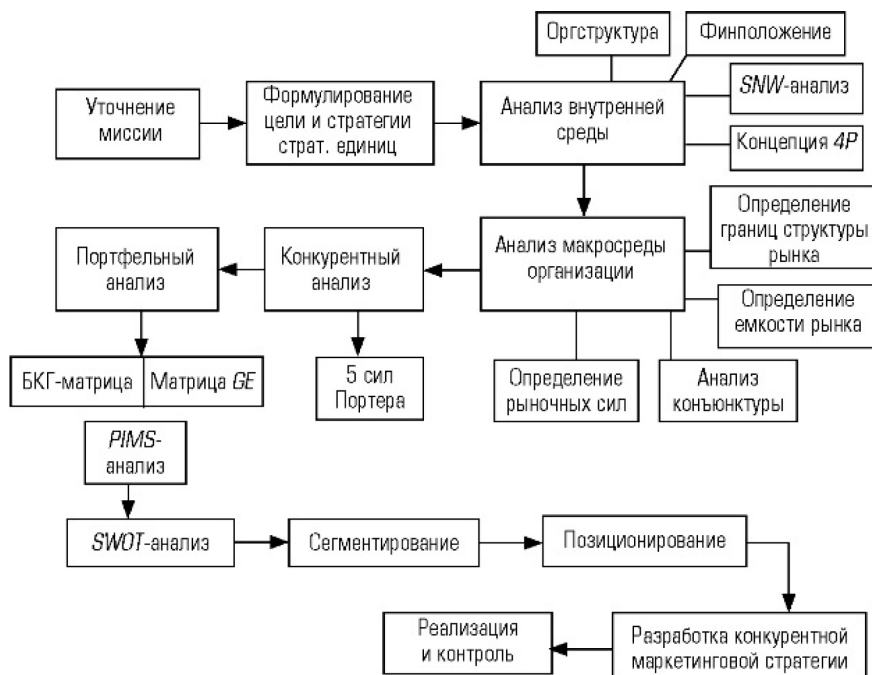 Оргструктура
Финположение
Уточнение
миссии
Формулирование
цели и стратегии
страт. единиц
Анализ внутренней
среды
SNW-анализ
Концепция 4P
Портфельный
анализ
Конкурентный
анализ
Анализ макросреды
организации
Определение
границ структуры
рынка
Определение
емкости рынка
БКГ-матрица
Матрица GE
5 сил
Портера
Определение
рыночных сил
Анализ
конъюнктуры
PIMS-
анализ
SWOT-анализ
Сегментирование
Позиционирование
Реализация
и контроль
Разработка конкурентной
маркетинговой стратегии